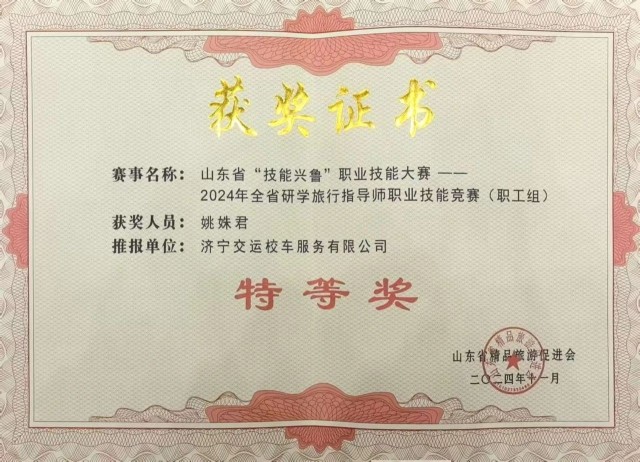 获奖证书
赛事名称： 山东省“技能兴鲁”职业技能大赛 ——
2024年全省研学旅行指导师职业技能竞赛（职工组）
获奖人员： 姚姝君
推报单位： 济宁交运校车服务有限公司
特等奖
山东省精品旅游促进会
二〇二四年十一月